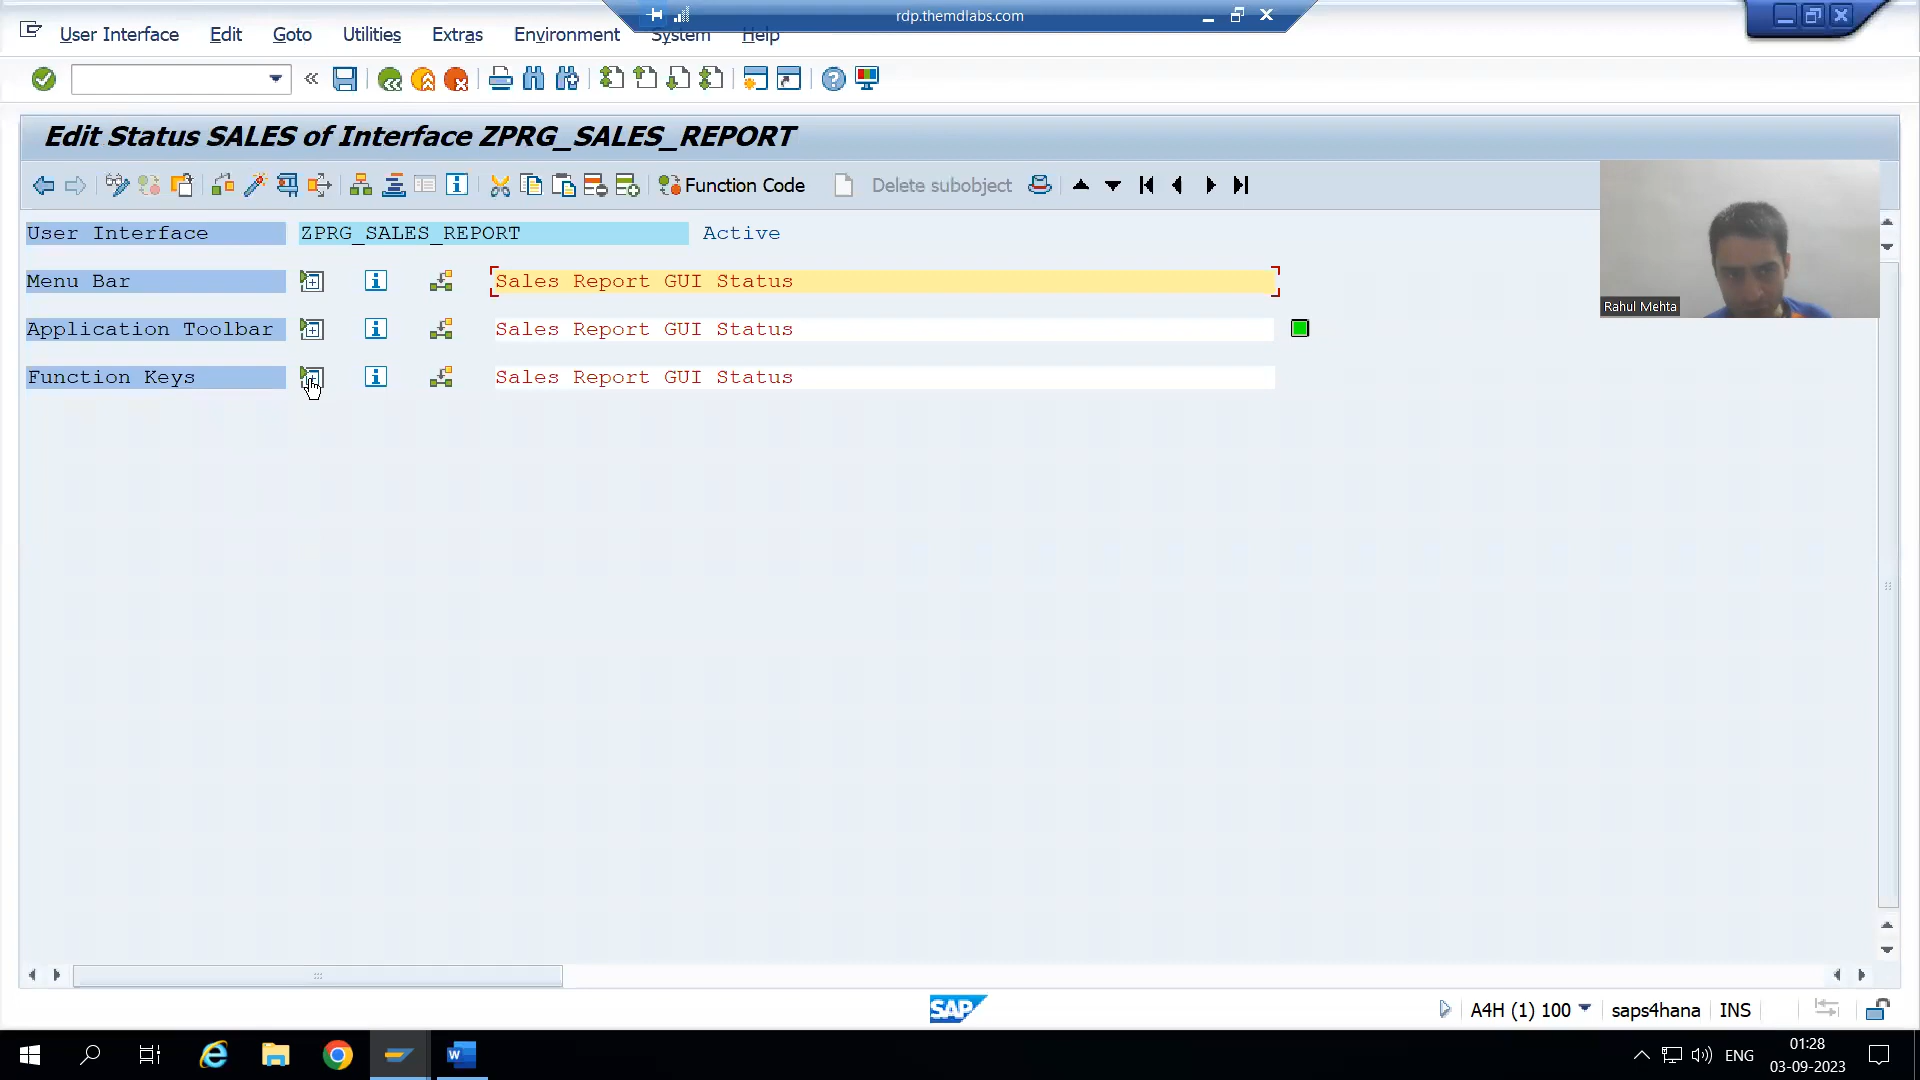 rdp.themdlabs.com
User Interface Edit Goto Utilities Extras Environment System Help
Edit Status SALES of Interface ZPRG_SALES_REPORT
Function Code Delete subobject
User Interface ZPRG_SALES_REPORT Active
Menu Bar Sales Report GUI Status
Application Toolbar Sales Report GUI Status
Function Keys Sales Report GUI Status
Rahul Mehta
SAP A4H (1) 100 saps4hana INS
ENG 01:28
03-09-2023